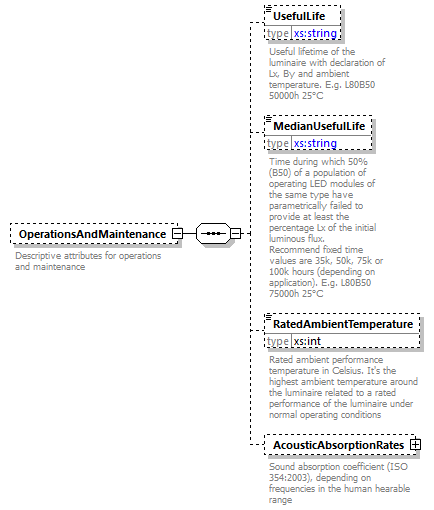 UsefulLife
type xs:string
Useful lifetime of the
luminaire with declaration of
Lx, By and ambient
temperature. E.g. L80B50
50000h 25°C
MedianUsefulLife
type xs:string
Time during which 50%
(B50) of a population of
operating LED modules of
the same type have
parametrically failed to
provide at least the
percentage Lx of the initial
luminous flux.
Recommend fixed time
values are 35k, 50k, 75k or
100k hours (depending on
application). E.g. L80B50
75000h 25°C
OperationsAndMaintenance
Descriptive attributes for operations
and maintenance
RatedAmbientTemperature
type xs:int
Rated ambient performance
temperature in Celsius. It's the
highest ambient temperature around
the luminaire related to a rated
performance of the luminaire under
normal operating conditions
AcousticAbsorptionRates
Sound absorption coefficient (ISO
354:2003), depending on
frequencies in the human hearable
range